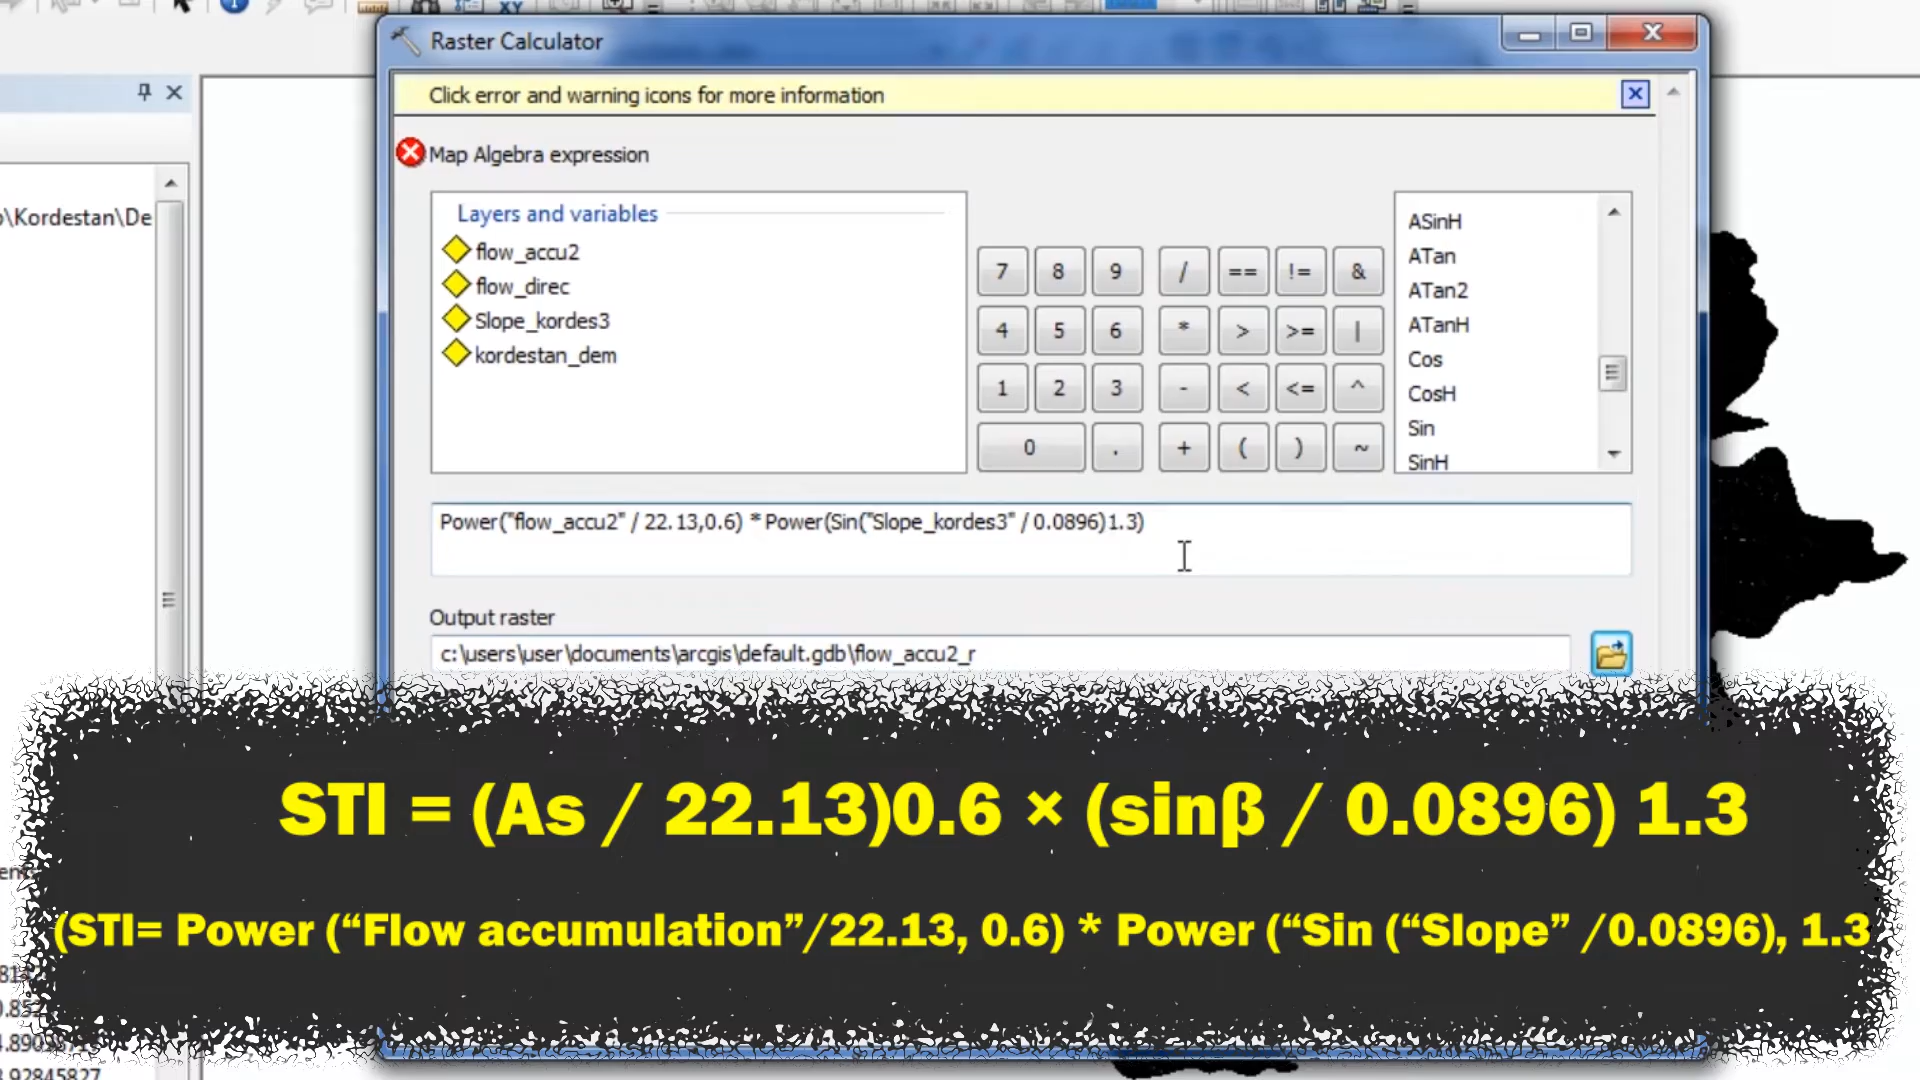 XY
Raster Calculator
Click error and warning icons for more information
Map Algebra expression
\Kordestan\De
Layers and variables
flow_accu2
flow_direc
Slope_kordes3
kordestan_dem
7 8 9 / == != &
4 5 6 * > >= |
1 2 3 - < <= ^
0 . + ( ) ~
ASinH
ATan
ATan2
ATanH
Cos
CosH
Sin
SinH
Power("flow_accu2" / 22.13,0.6) * Power(Sin("Slope_kordes3" / 0.0896)1.3)
Output raster
c:\users\user\documents\arcgis\default.gdb\flow_accu2_r
STI = (As / 22.13)0.6 × (sinβ / 0.0896) 1.3
(STI= Power (“Flow accumulation”/22.13, 0.6) * Power (“Sin (“Slope” /0.0896), 1.3